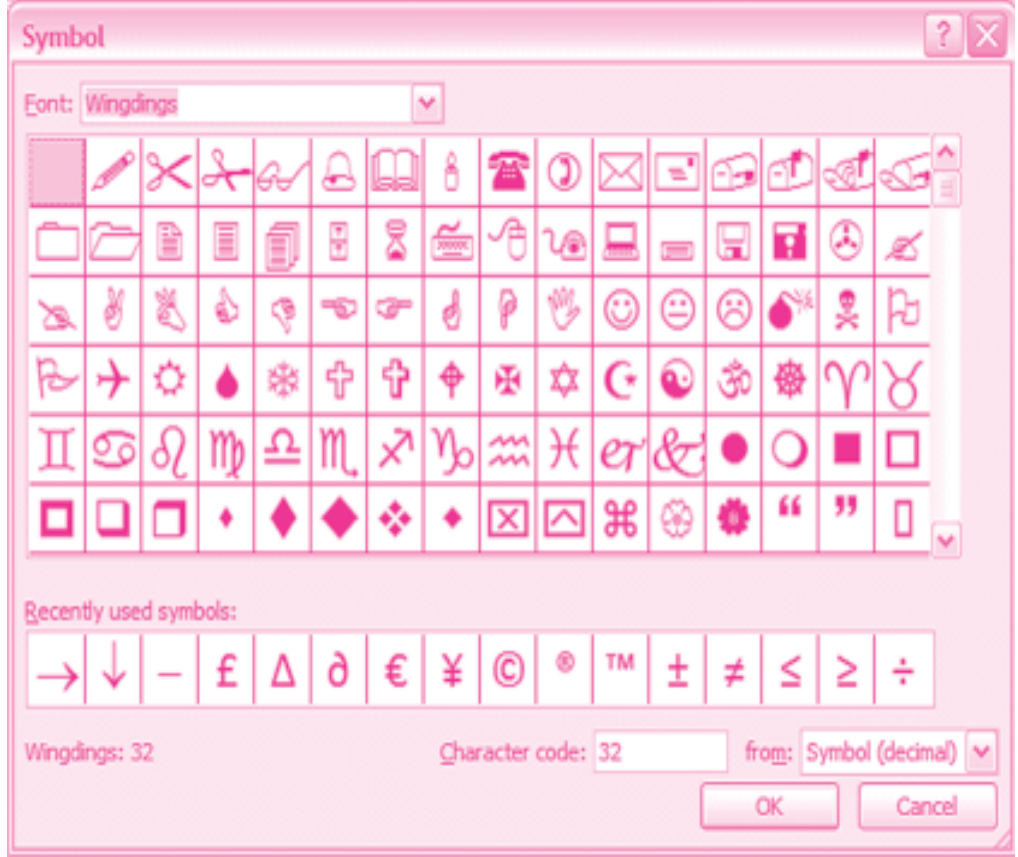 Symbol
Font: Wingdings
Recently used symbols:
→ ↓ – £ Δ ∂ € ¥ © ® ™ ± ≠ ≤ ≥ ÷
Wingdings: 32 Character code: 32 from: Symbol (decimal)
OK Cancel